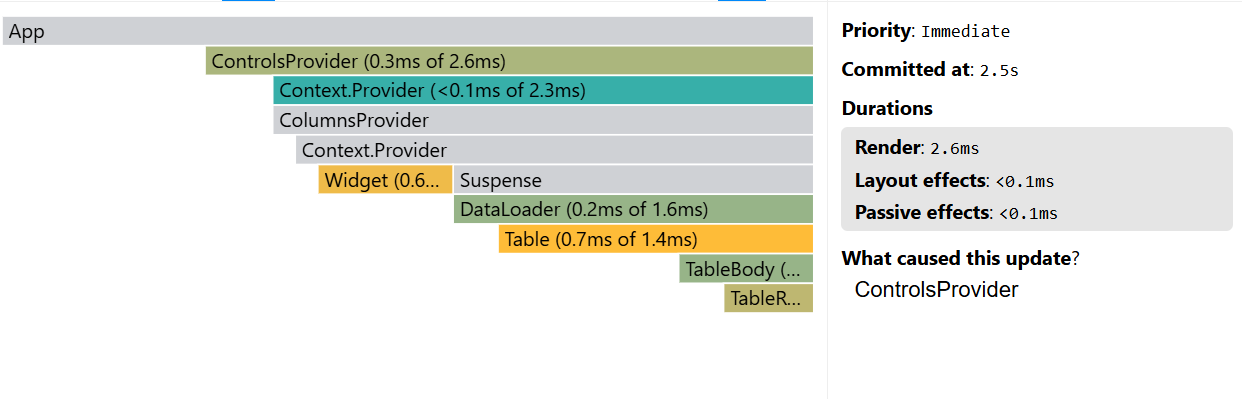 App
ControlsProvider (0.3ms of 2.6ms)
Context.Provider (<0.1ms of 2.3ms)
ColumnsProvider
Context.Provider
Widget (0.6... Suspense
DataLoader (0.2ms of 1.6ms)
Table (0.7ms of 1.4ms)
TableBody (...
TableR...
Priority: Immediate
Committed at: 2.5s
Durations
Render: 2.6ms
Layout effects: <0.1ms
Passive effects: <0.1ms
What caused this update?
ControlsProvider